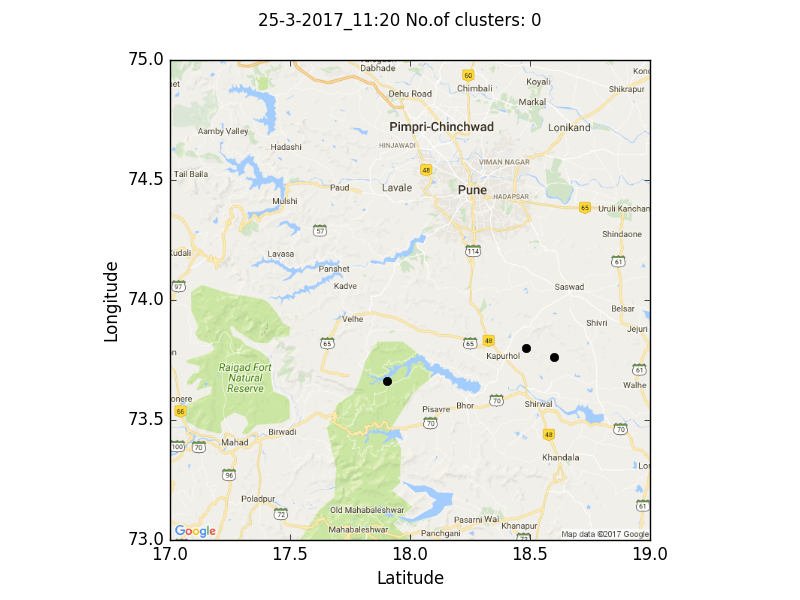 25-3-2017_11:20 No.of clusters: 0
75.0
74.5
74.0
73.5
73.0
17.0
17.5
18.0
18.5
19.0
Longitude
Latitude
Dabhade
60
Chimbali
Koyali
Shikrapur
Dehu Road
Markal
Aamby Valley
Pimpri-Chinchwad
Lonikand
Hadashi
HINJAWADI
VIMAN NAGAR
48
Tail Baila
Paud
Lavale
Pune
HADAPSAR
Mulshi
65
Uruli Kanchan
57
Shindaone
Kudali
Lavasa
114
61
Panshet
97
Kadve
Saswad
Velhe
Belsar
Shivri
Jejuri
65
65
48
Kapurhol
Raigad Fort
Natural
Reserve
61
Walhe
66
Pisavre
Bhor
70
Shirwal
70
70
Birwadi
48
100
70
Mahad
Khandala
96
Poladpur
72
Old Mahabaleshwar
61
Pasarni
Wai
Khanapur
Mahabaleshwar
Panchgani
Google
Map data ©2017 Google